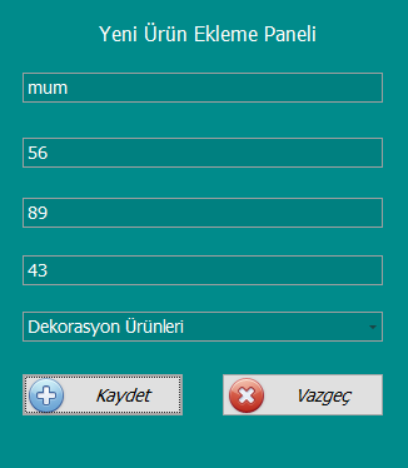 Yeni Ürün Ekleme Paneli
mum
56
89
43
Dekorasyon Ürünleri
Kaydet
Vazgeç